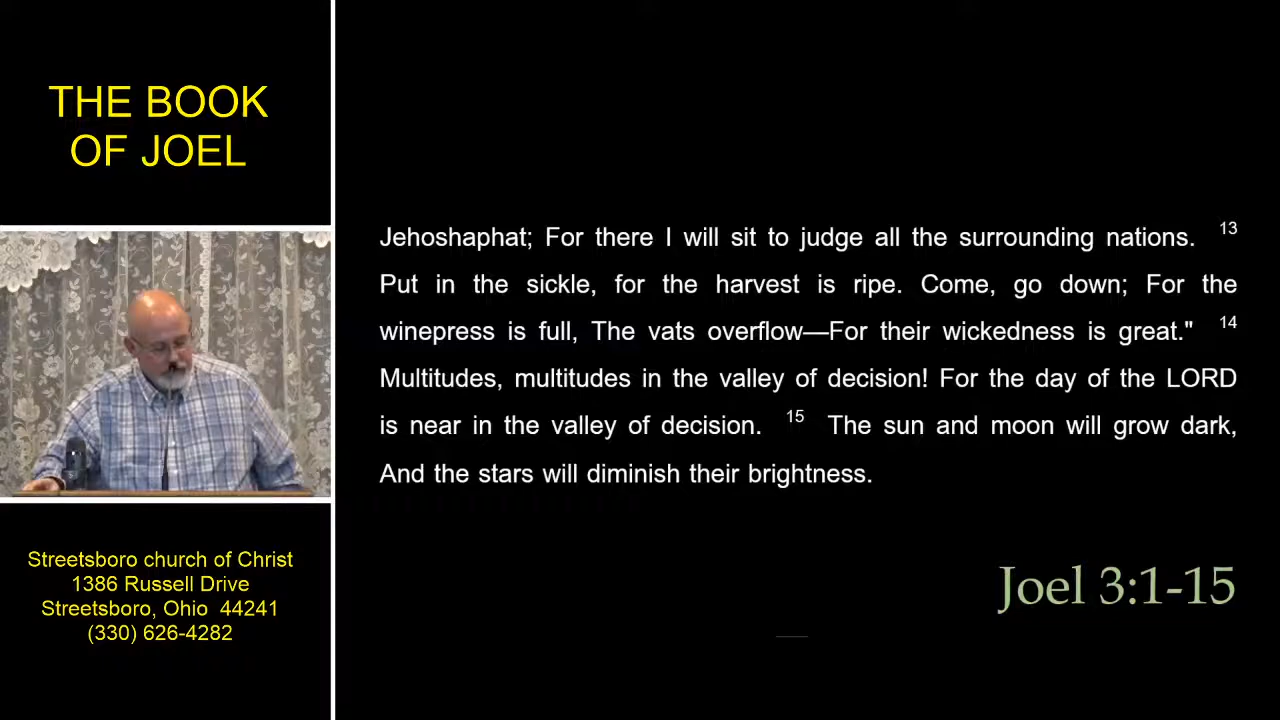 THE BOOK
OF JOEL
Jehoshaphat; For there I will sit to judge all the surrounding nations. 13
Put in the sickle, for the harvest is ripe. Come, go down; For the
winepress is full, The vats overflow—For their wickedness is great." 14
Multitudes, multitudes in the valley of decision! For the day of the LORD
is near in the valley of decision. 15 The sun and moon will grow dark,
And the stars will diminish their brightness.
Joel 3:1-15
Streetsboro church of Christ
1386 Russell Drive
Streetsboro, Ohio 44241
(330) 626-4282